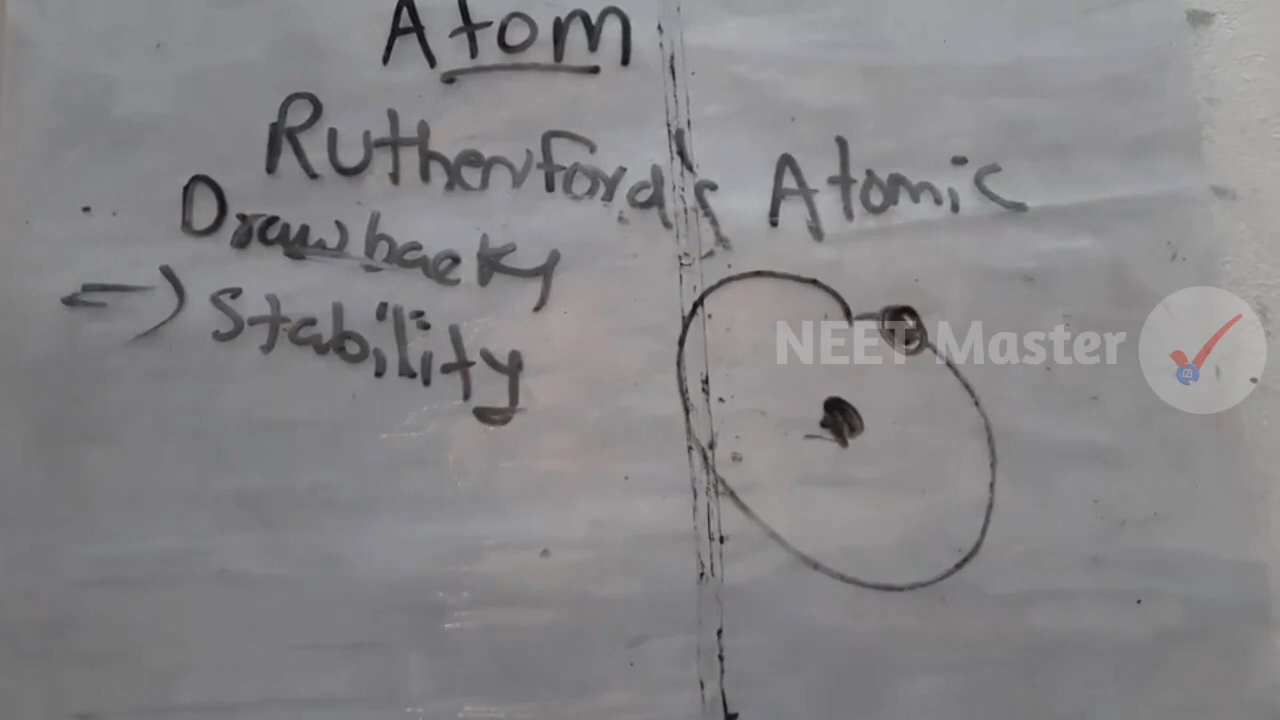 Atom
Rutherford's Atomic
Drawbacks
=> Stability
NEET Master